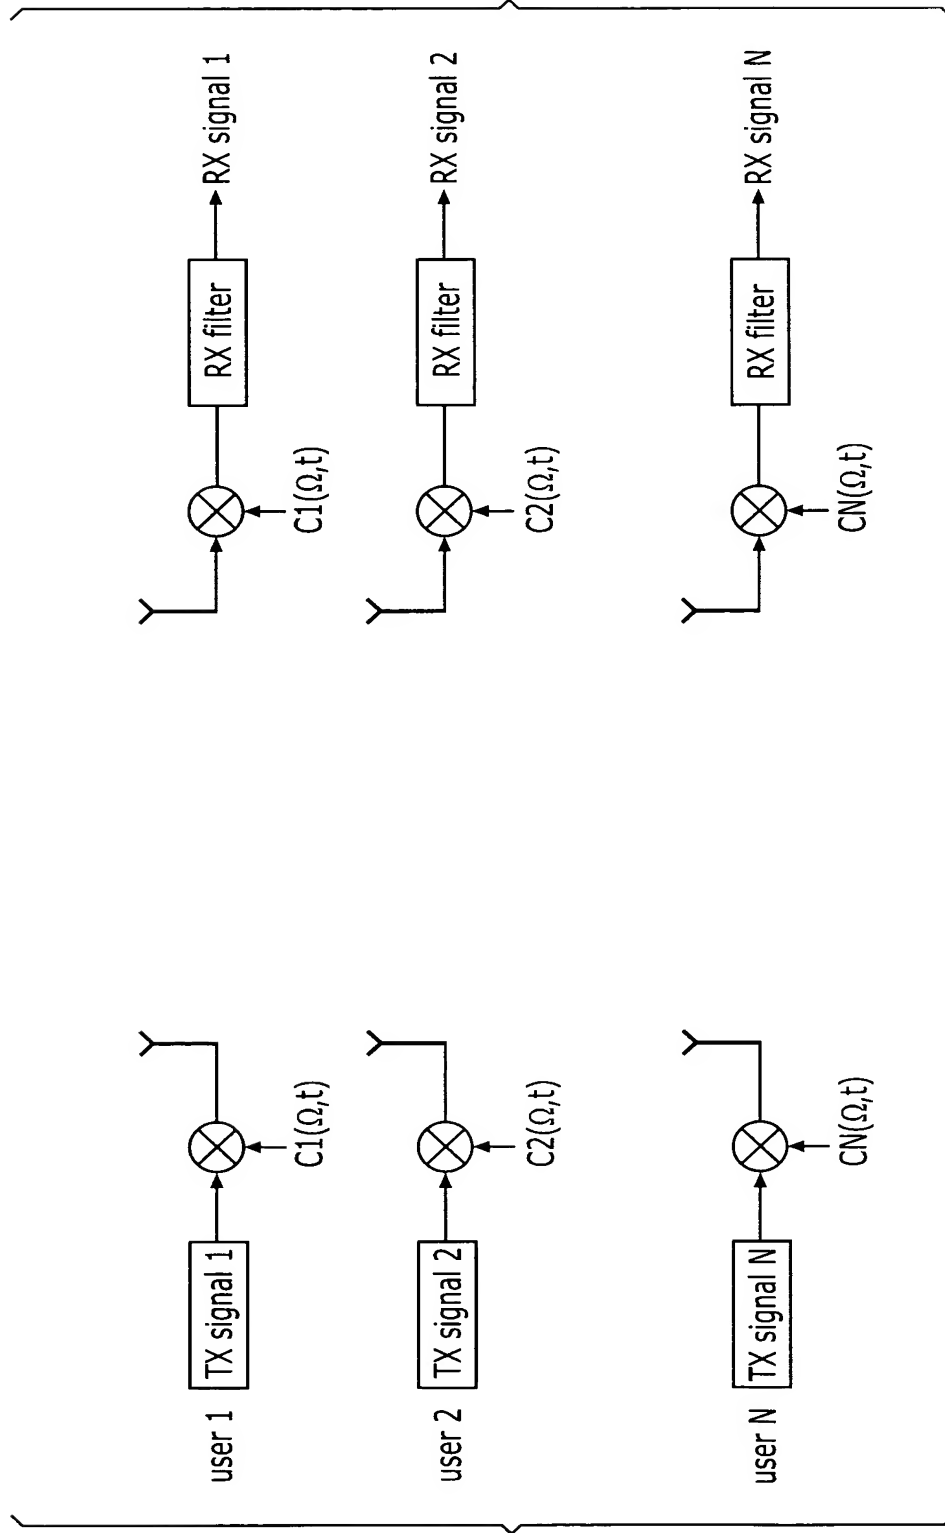 user 1
TX signal 1
C1(Ω,t)
C1(Ω,t)
RX filter
RX signal 1
user 2
TX signal 2
C2(Ω,t)
C2(Ω,t)
RX filter
RX signal 2
user N
TX signal N
CN(Ω,t)
CN(Ω,t)
RX filter
RX signal N